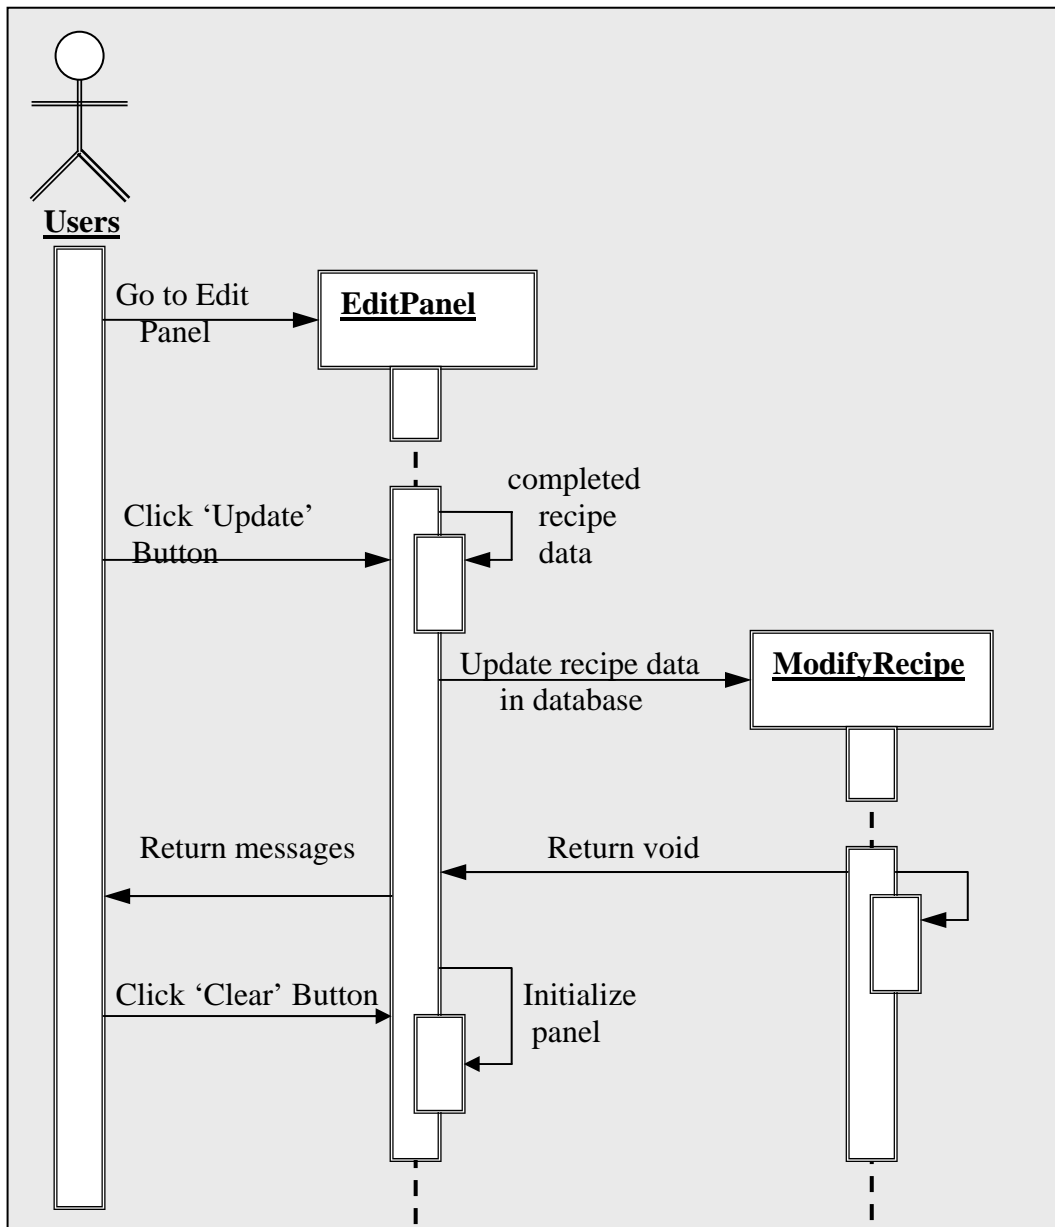 Users
Go to Edit
Panel
EditPanel
completed
recipe
data
Click ‘Update’
Button
Update recipe data
in database
ModifyRecipe
Return messages
Return void
Click ‘Clear’ Button
Initialize
panel